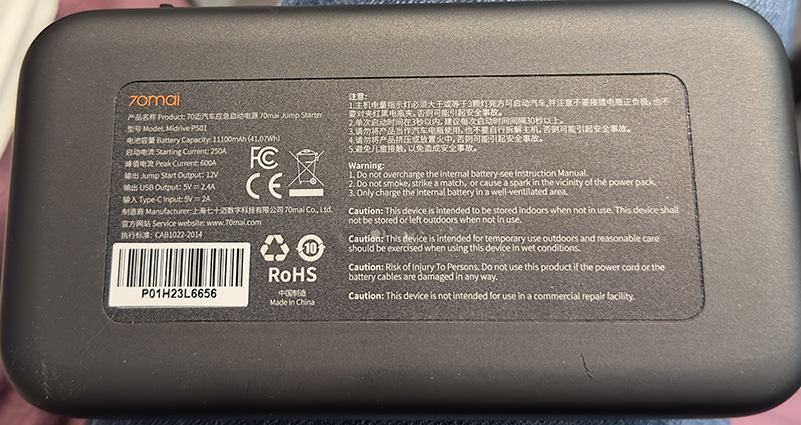 70mai
产品名称 Product: 70迈汽车应急启动电源 70mai Jump Starter
型号 Model: Midrive PS01
电池容量 Battery Capacity: 11100mAh(41.07Wh)
启动电流 Starting Current: 250A
峰值电流 Peak Current: 600A
输出 Jump Start Output: 12V
输出 USB Output: 5V⎓2.4A
输入 Type-C Input: 5V⎓2A
制造商 Manufacturer: 上海七十迈数字科技有限公司70mai Co., Ltd.
官方网站 Service website: www.70mai.com
执行标准: CAB1022-2014
P01H23L6656
FC
CE
10
RoHS
中国制造
Made in China
注意:
1.主机电量指示灯必须大于或等于3颗灯亮方可启动汽车,并注意不要接错电瓶正负极,也不
要对夹红黑电瓶夹,否则可能引起安全事故。
2.单次启动时间在3秒以内,建议每次启动时间间隔30秒以上。
3.请勿将产品当作汽车电瓶使用,也不要自行拆解主机,否则可能引起安全事故。
4.请勿将产品挤压或放置火中,否则可能引起安全事故。
5.避免儿童接触,以免造成安全事故。
Warning:
1. Do not overcharge the internal battery-see Instruction Manual.
2. Do not smoke, strike a match, or cause a spark in the vicinity of the power pack.
3. Only charge the internal battery in a well-ventilated area.
Caution: This device is intended to be stored indoors when not in use. This device shall
not be stored or left outdoors when not in use.
Caution: This device is intended for temporary use outdoors and reasonable care
should be exercised when using this device in wet conditions.
Caution: Risk of Injury To Persons. Do not use this product if the power cord or the
battery cables are damaged in any way.
Caution: This device is not intended for use in a commercial repair facility.